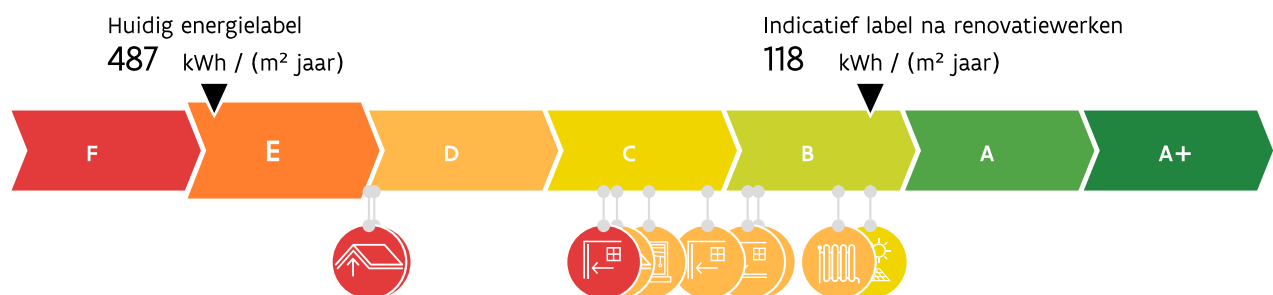 Huidig energielabel
487 kWh / (m² jaar)
Indicatief label na renovatiewerken
118 kWh / (m² jaar)
F E D C B A A+